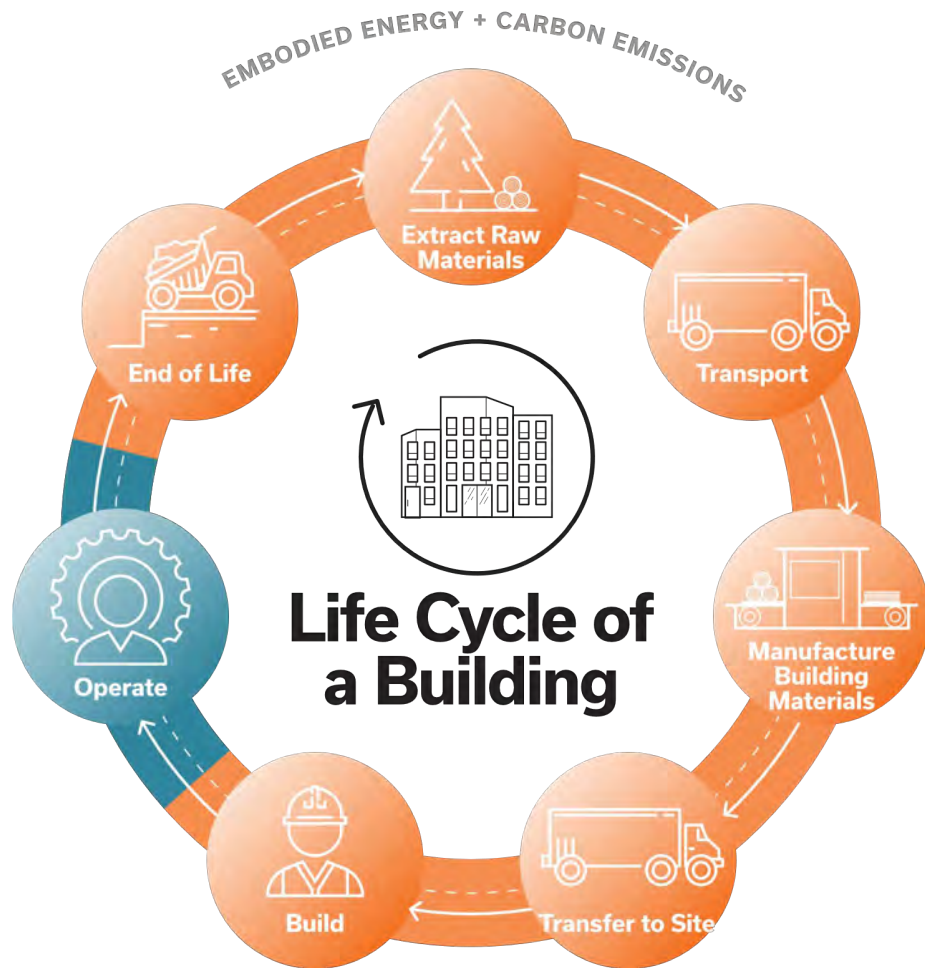 EMBODIED ENERGY + CARBON EMISSIONS
Extract Raw
Materials
Transport
Manufacture
Building
Materials
Transfer to Site
Build
Operate
End of Life
Life Cycle of
a Building